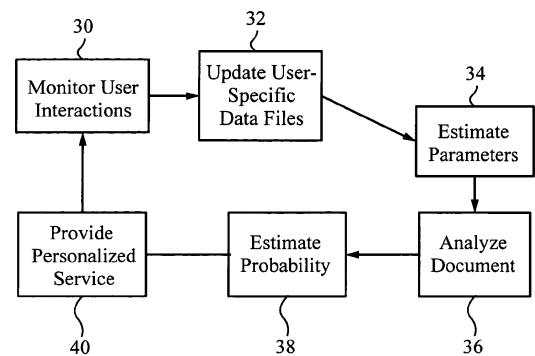 30
Monitor User
Interactions
32
Update User-
Specific
Data Files
34
Estimate
Parameters
Analyze
Document
36
Estimate
Probability
38
Provide
Personalized
Service
40